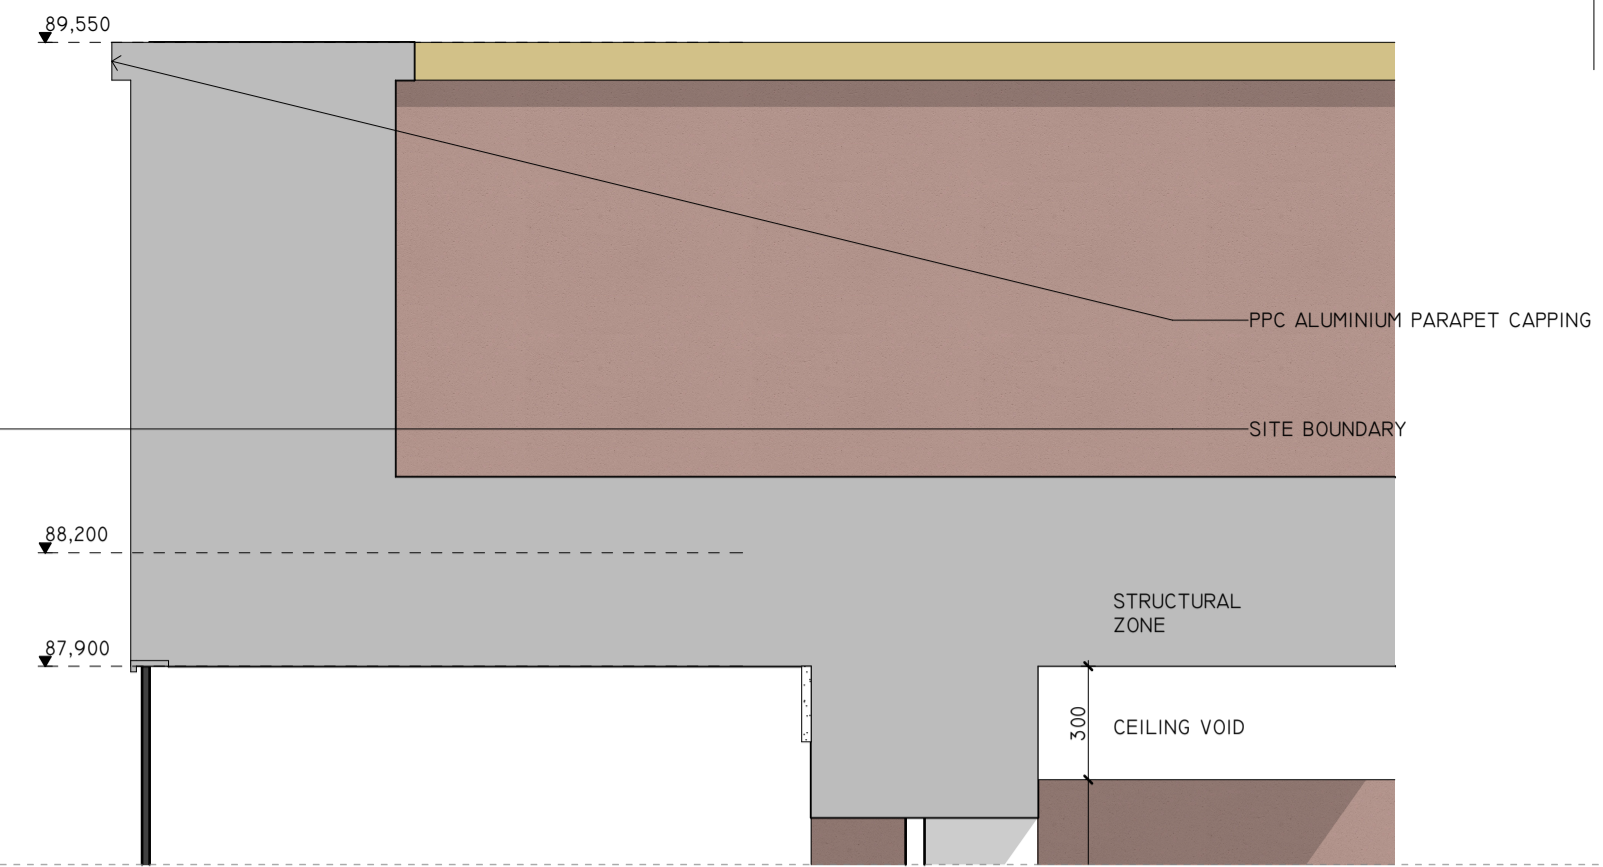 89,550
PPC ALUMINIUM PARAPET CAPPING
SITE BOUNDARY
88,200
STRUCTURAL
ZONE
87,900
300
CEILING VOID